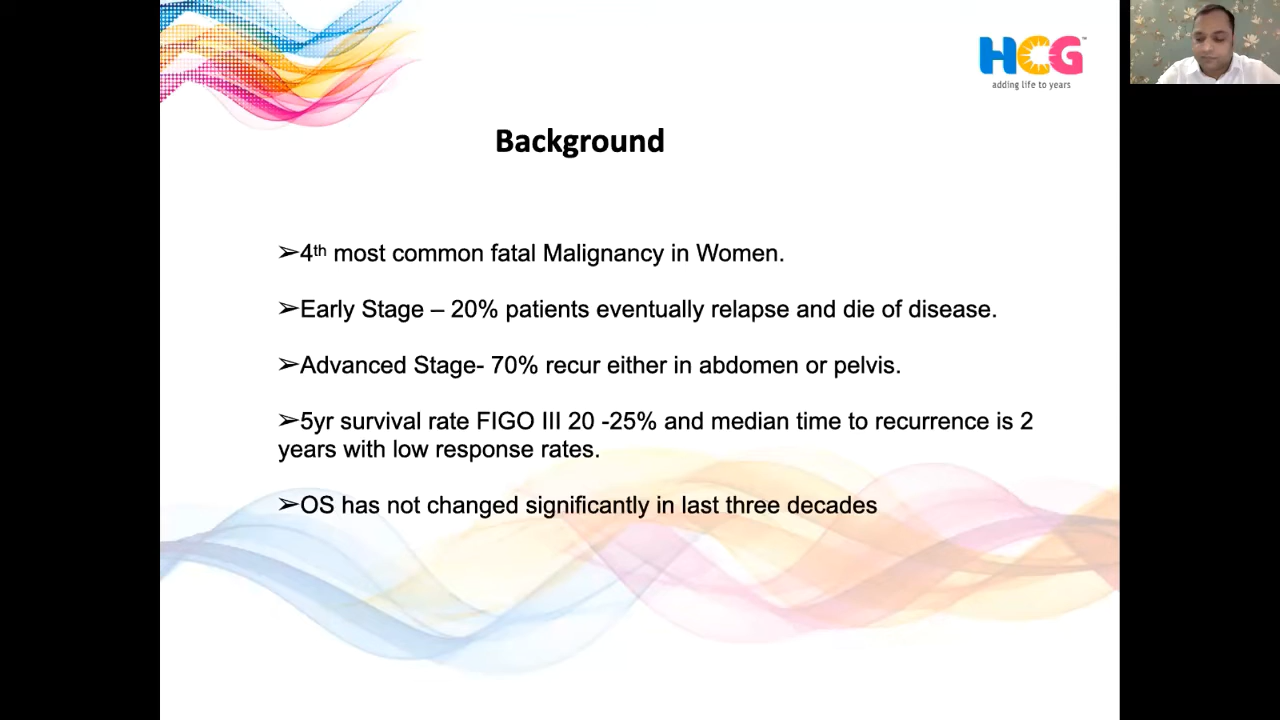 HCG™
adding life to years
Background
➢4th most common fatal Malignancy in Women.
➢Early Stage – 20% patients eventually relapse and die of disease.
➢Advanced Stage- 70% recur either in abdomen or pelvis.
➢5yr survival rate FIGO III 20 -25% and median time to recurrence is 2
years with low response rates.
➢OS has not changed significantly in last three decades